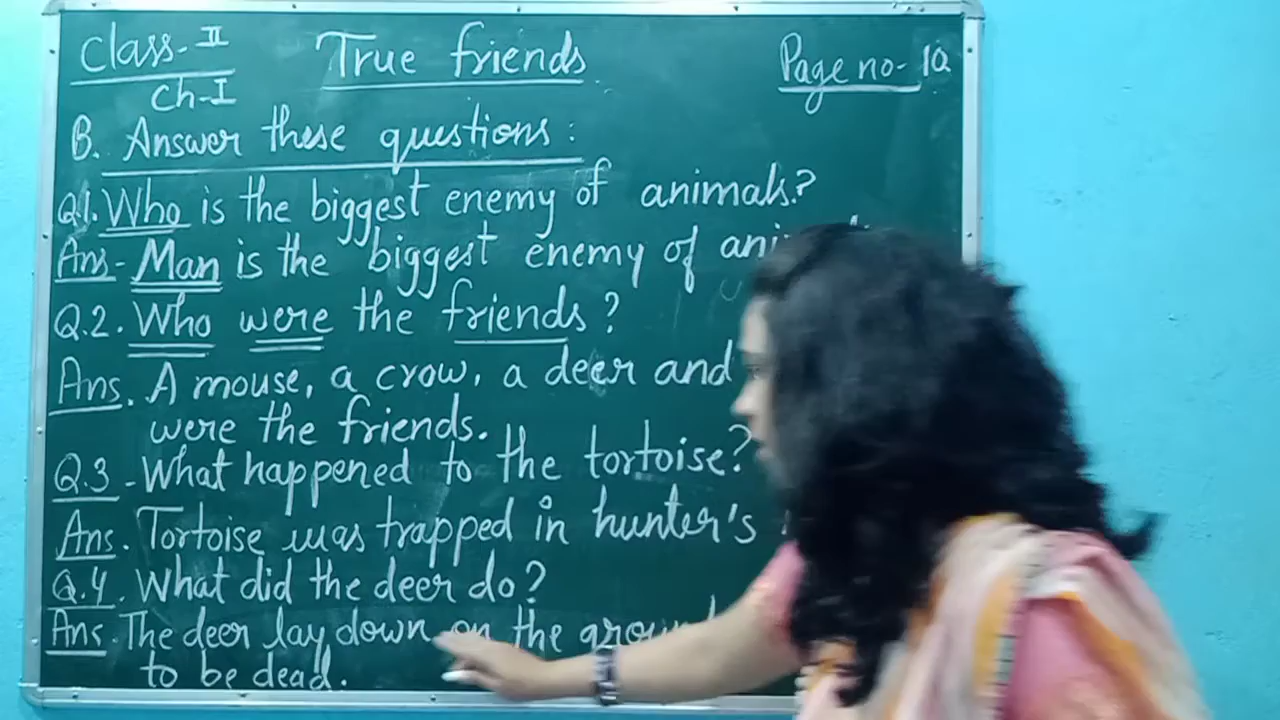 Class-II True friends Page no- 10
Ch-I
B. Answer these questions:
Q1. Who is the biggest enemy of animals?
Ans- Man is the biggest enemy of
Q.2. Who were the friends?
Ans. A mouse, a crow, a deer and
were the friends.
Q.3 - What happened to the tortoise?
Ans. Tortoise was trapped in hunter's
Q.4. What did the deer do?
Ans. The deer lay down on the
to be dead.